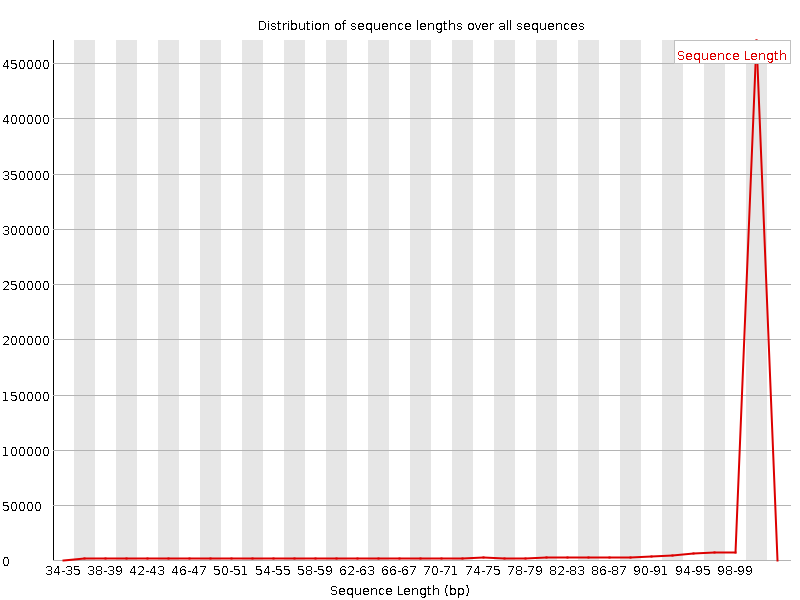 Distribution of sequence lengths over all sequences
Sequence Length
450000
400000
350000
300000
250000
200000
150000
100000
50000
0
34-35 38-39 42-43 46-47 50-51 54-55 58-59 62-63 66-67 70-71 74-75 78-79 82-83 86-87 90-91 94-95 98-99
Sequence Length (bp)